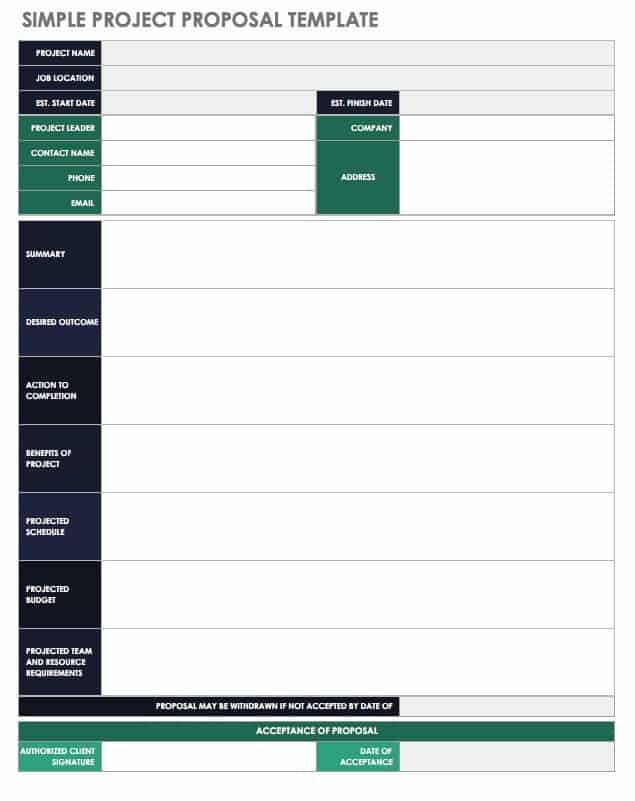 SIMPLE PROJECT PROPOSAL TEMPLATE
PROJECT NAME
JOB LOCATION
EST. START DATE
EST. FINISH DATE
PROJECT LEADER
COMPANY
CONTACT NAME
PHONE
ADDRESS
EMAIL
SUMMARY
DESIRED OUTCOME
ACTION TO
COMPLETION
BENEFITS OF
PROJECT
PROJECTED
SCHEDULE
PROJECTED
BUDGET
PROJECTED TEAM
AND RESOURCE
REQUIREMENTS
PROPOSAL MAY BE WITHDRAWN IF NOT ACCEPTED BY DATE OF
ACCEPTANCE OF PROPOSAL
AUTHORIZED CLIENT
SIGNATURE
DATE OF
ACCEPTANCE